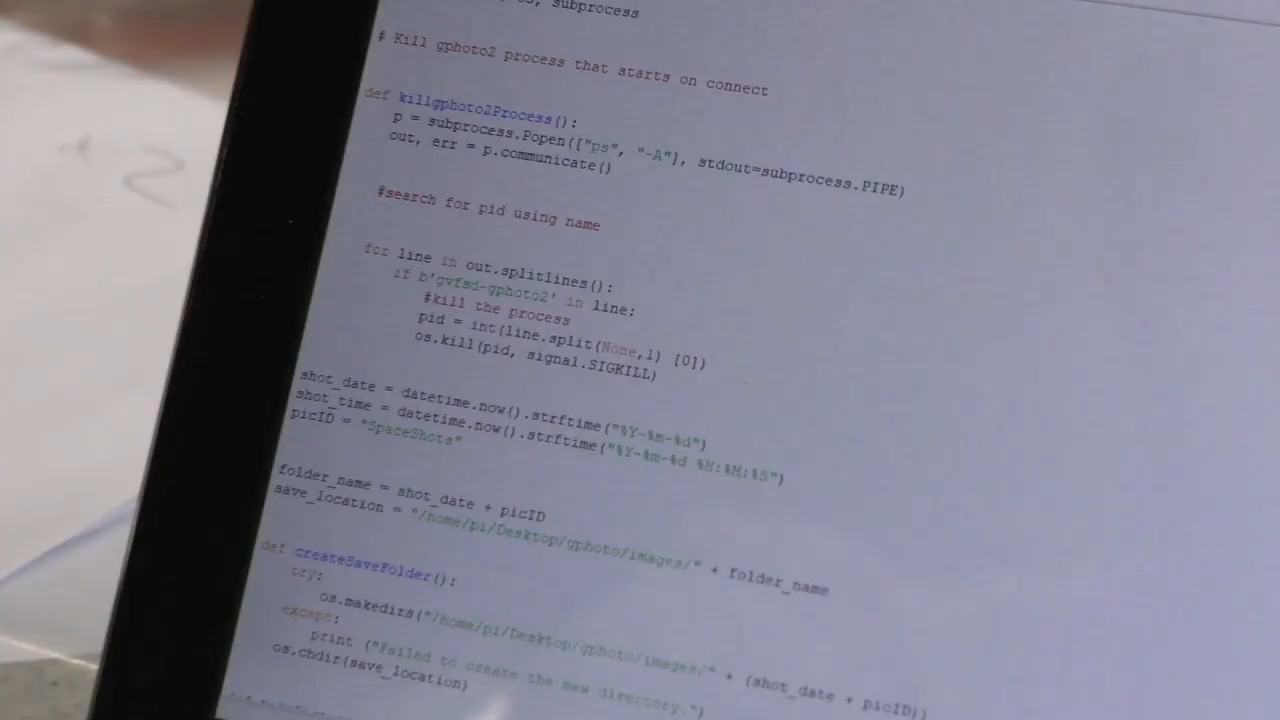 subprocess
# Kill gphoto2 process that starts on connect
def killgphoto2Process():
p = subprocess.Popen(["ps", "-A"], stdout=subprocess.PIPE)
out, err = p.communicate()
#search for pid using name
for line in out.splitlines():
if b'gvfsd-gphoto2' in line:
#kill the process
pid = int(line.split(None,1) [0])
os.kill(pid, signal.SIGKILL)
shot_date = datetime.now().strftime("%Y-%m-%d")
shot_time = datetime.now().strftime("%Y-%m-%d %H:%M:%S")
picID = "SpaceShots"
folder_name = shot_date + picID
save_location = "/home/pi/Desktop/gphoto/images/" + folder_name
def createSaveFolder():
try:
os.makedirs("/home/pi/Desktop/gphoto/images/" + (shot_date + picID))
except:
print ("Failed to create the new directory.")
os.chdir(save_location)
2